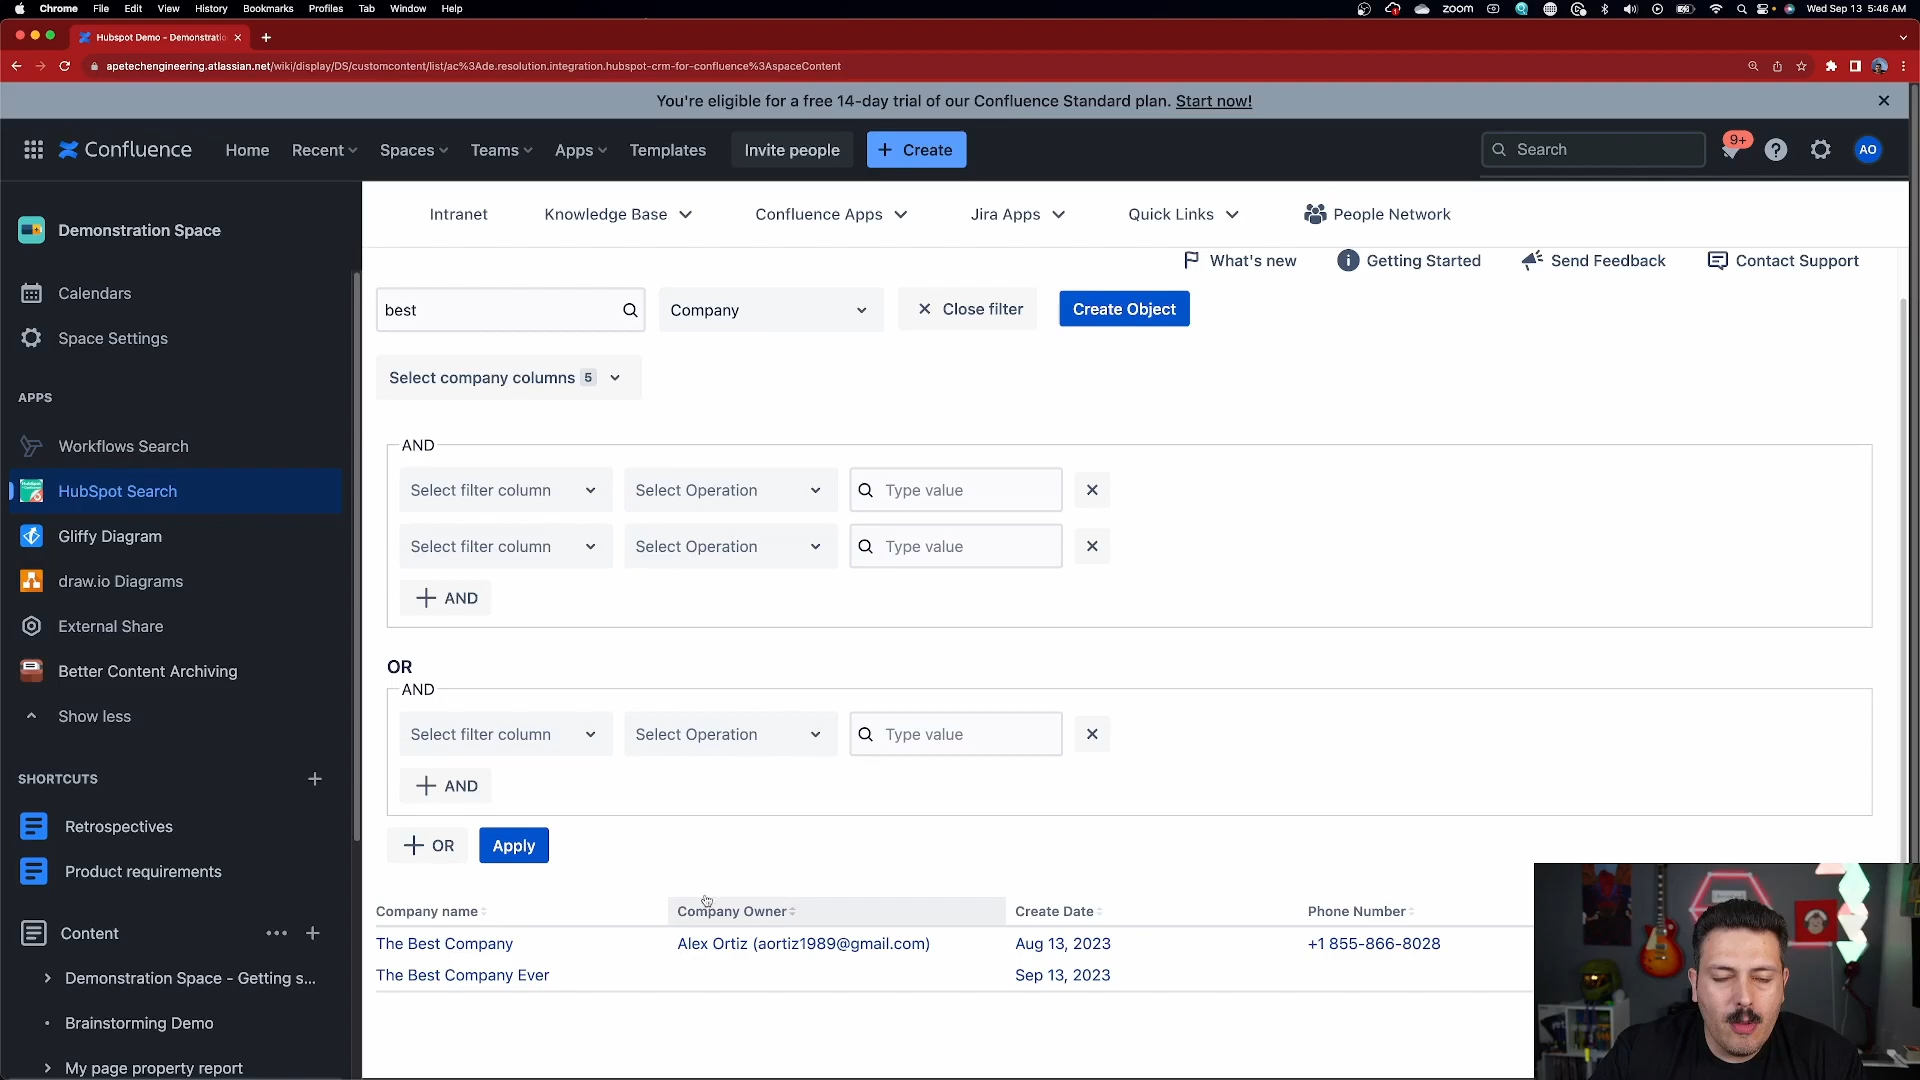 Chrome File Edit View History Bookmarks Profiles Tab Window Help
zoom Wed Sep 13 5:46 AM
Hubspot Demo - Demonstratio
apetechengineering.atlassian.net/wiki/display/DS/customcontent/list/ac%3Ade.resolution.integration.hubspot-crm-for-confluence%3AspaceContent
You're eligible for a free 14-day trial of our Confluence Standard plan. Start now!
Confluence Home Recent Spaces Teams Apps Templates Invite people Create Search 9+ AO
Demonstration Space
Calendars
Space Settings
APPS
Workflows Search
HubSpot Search
Gliffy Diagram
draw.io Diagrams
External Share
Better Content Archiving
Show less
SHORTCUTS
Retrospectives
Product requirements
Content
Demonstration Space - Getting s...
Brainstorming Demo
My page property report
Intranet Knowledge Base Confluence Apps Jira Apps Quick Links People Network
What's new Getting Started Send Feedback Contact Support
best Company Close filter Create Object
Select company columns 5
AND
Select filter column Select Operation Type value
Select filter column Select Operation Type value
AND
OR
AND
Select filter column Select Operation Type value
AND
OR Apply
Company name Company Owner Create Date Phone Number
The Best Company Alex Ortiz (aortiz1989@gmail.com) Aug 13, 2023 +1 855-866-8028
The Best Company Ever Sep 13, 2023